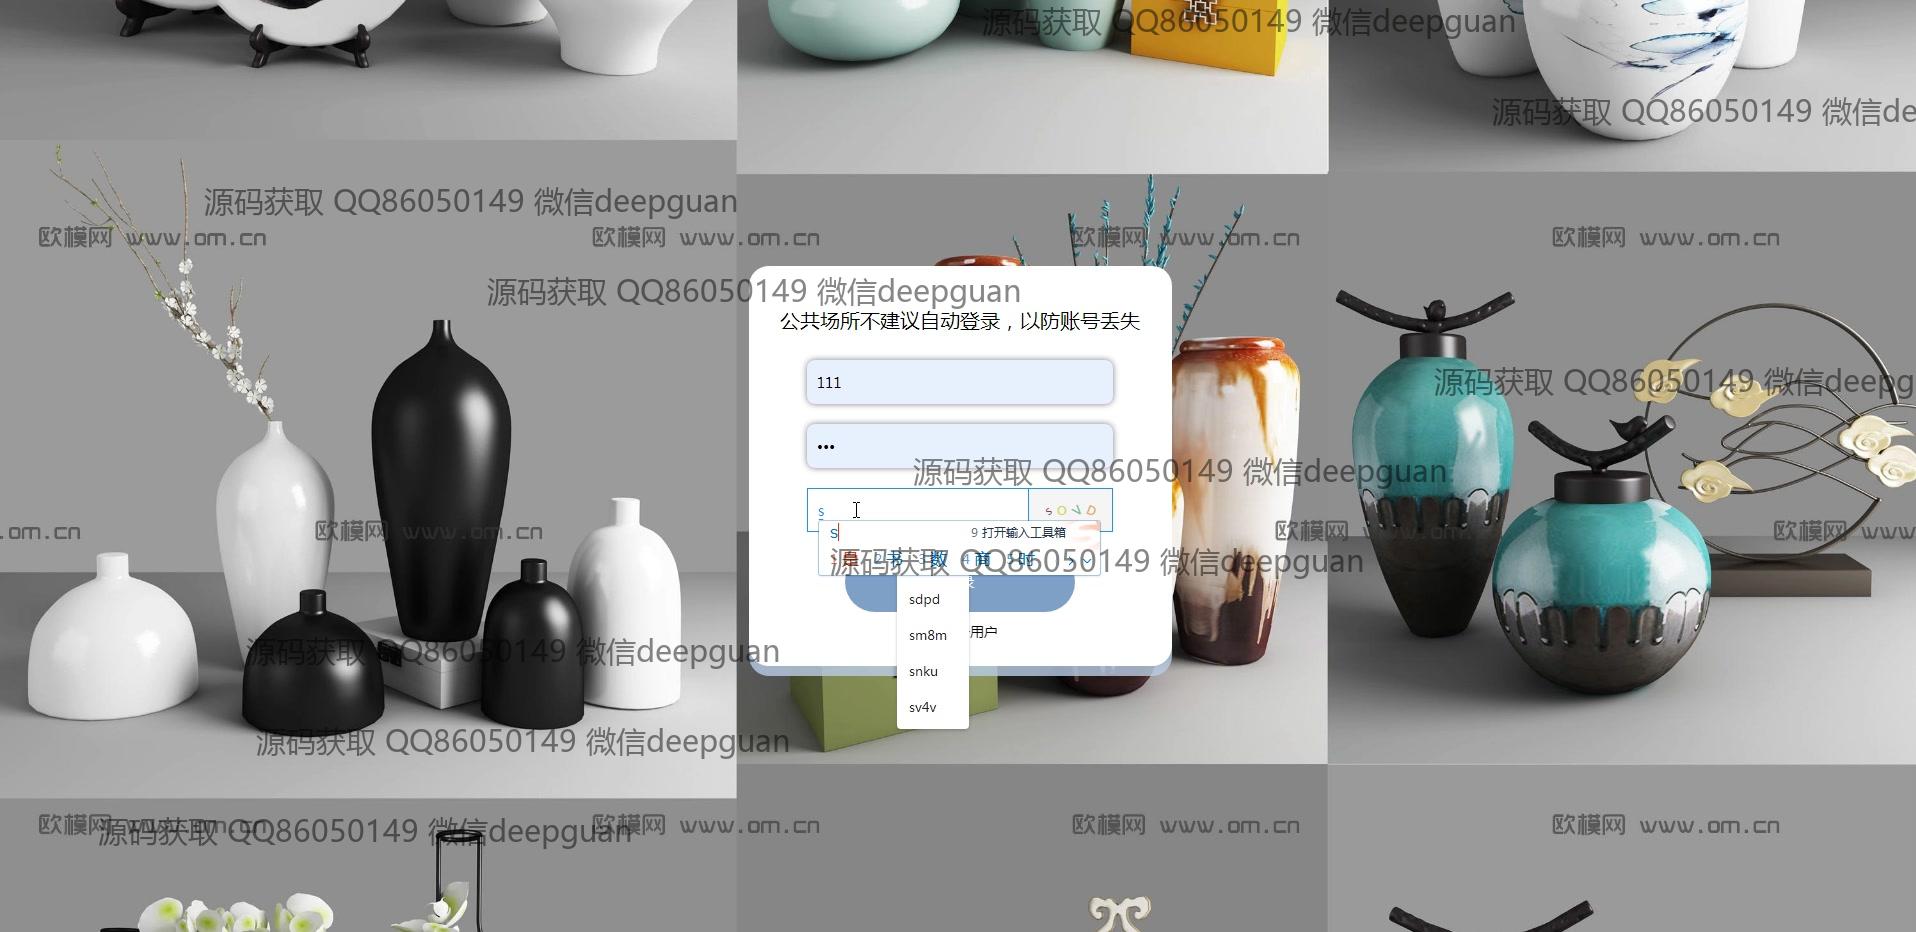 源码获取 QQ86050149 微信deepguan
源码获取 QQ86050149 微信de
源码获取 QQ86050149 微信deepguan
欧模网 www.om.cn
欧模网 www.om.cn
欧模网 www.om.cn
欧模网 www.om.cn
源码获取 QQ86050149 微信deepguan
公共场所不建议自动登录，以防账号丢失
111
•••
源码获取 QQ86050149 微信deepg
源码获取 QQ86050149 微信deepguan
s
SOVD
s
9 打开输入工具箱
.om.cn
欧模网 www.om.cn
欧模网 www.om.cn
1 是 2 书 3 数 4 商 5 时
源码获取 QQ86050149 微信deepguan
sdpd
sm8m
用户
snku
sv4v
源码获取 QQ86050149 微信deepguan
源码获取 QQ86050149 微信deepguan
欧模网 www.om.cn
欧模网 www.om.cn
欧模网 www.om.cn
欧模网 www.om.cn
源码获取 QQ86050149 微信deepguan